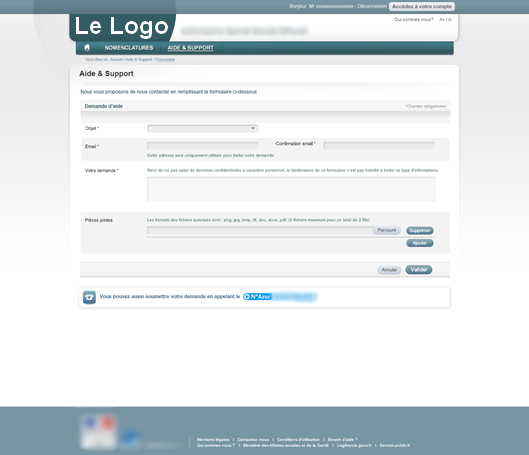 Bonjour, Mr xxxxxxxxxxxxxx - Déconnexion Accédez à votre compte
Le Logo
Qui sommes nous? A+ / A-
NOMENCLATURES AIDE & SUPPORT
Vous êtes ici : Accueil / Aide & Support / Formulaire
Aide & Support
Nous vous proposons de nous contacter en remplissant le formulaire ci-dessous :
Demande d'aide *Champs obligatoires
Objet *
Email * Confirmation email *
Cette adresse sera uniquement utilisée pour traiter votre demande
Votre demande * Merci de ne pas saisir de données confidentielles à caractère personnel, le destinataire de ce formulaire n'est pas habilité à traiter ce type d'informations
Pièces jointes Les formats des fichiers autorisés sont : png, jpg, bmp, tif, doc, docx, pdf, (3 fichiers maximum pour un total de 2 Mo)
Parcourir Supprimer
Ajouter
Annuler Valider
Vous pouvez aussi soumettre votre demande en appelant le N°Azur
Mentions légales I Contactez-nous I Conditions d'utilisation I Besoin d'aide ?
Qui sommes nous ? I Ministère des Affaires sociales et de la Santé I Legifrance.gouv.fr I Service-public.fr